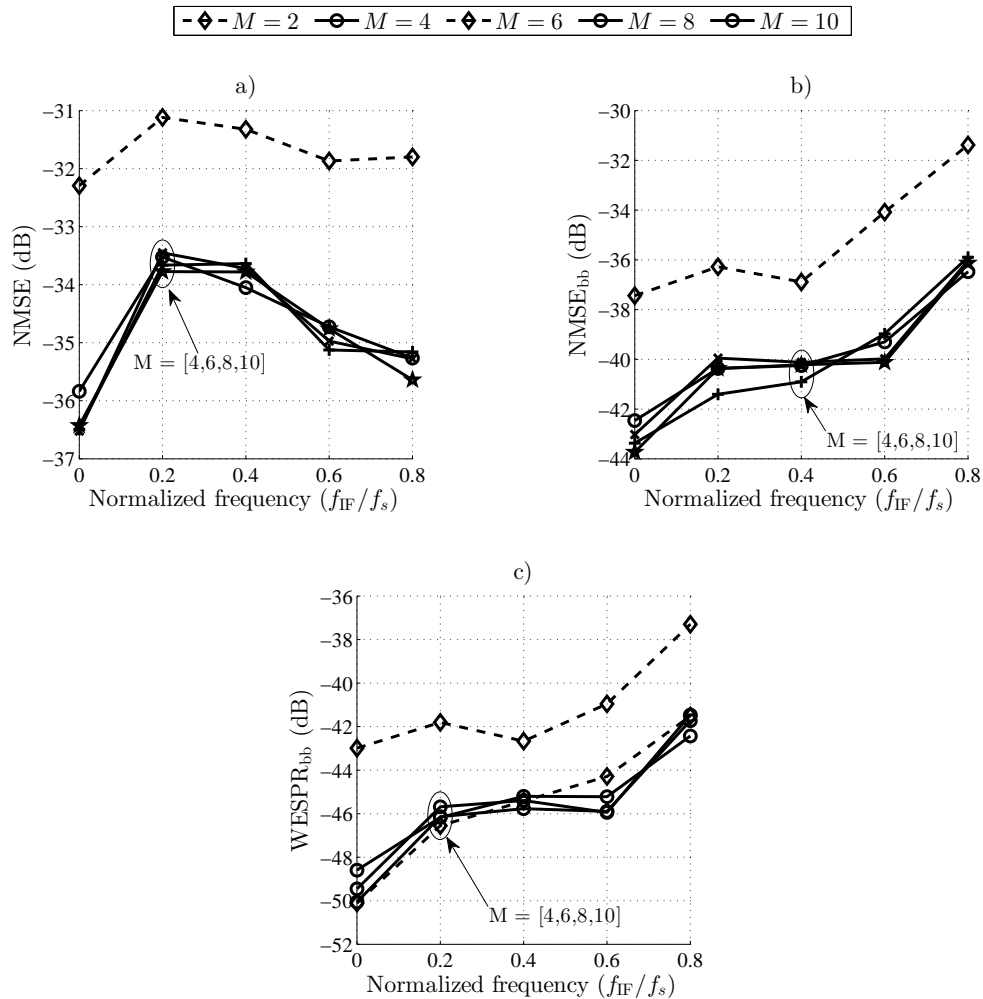 M = 2 M = 4 M = 6 M = 8 M = 10
a)
−31
−32
−33
−34
−35
−36
−37
NMSE (dB)
M = [4,6,8,10]
0 0.2 0.4 0.6 0.8
Normalized frequency (f_IF/f_s)
b)
−30
−32
−34
−36
−38
−40
−42
−44
NMSE_bb (dB)
M = [4,6,8,10]
0 0.2 0.4 0.6 0.8
Normalized frequency (f_IF/f_s)
c)
−36
−38
−40
−42
−44
−46
−48
−50
−52
WESPR_bb (dB)
M = [4,6,8,10]
0 0.2 0.4 0.6 0.8
Normalized frequency (f_IF/f_s)